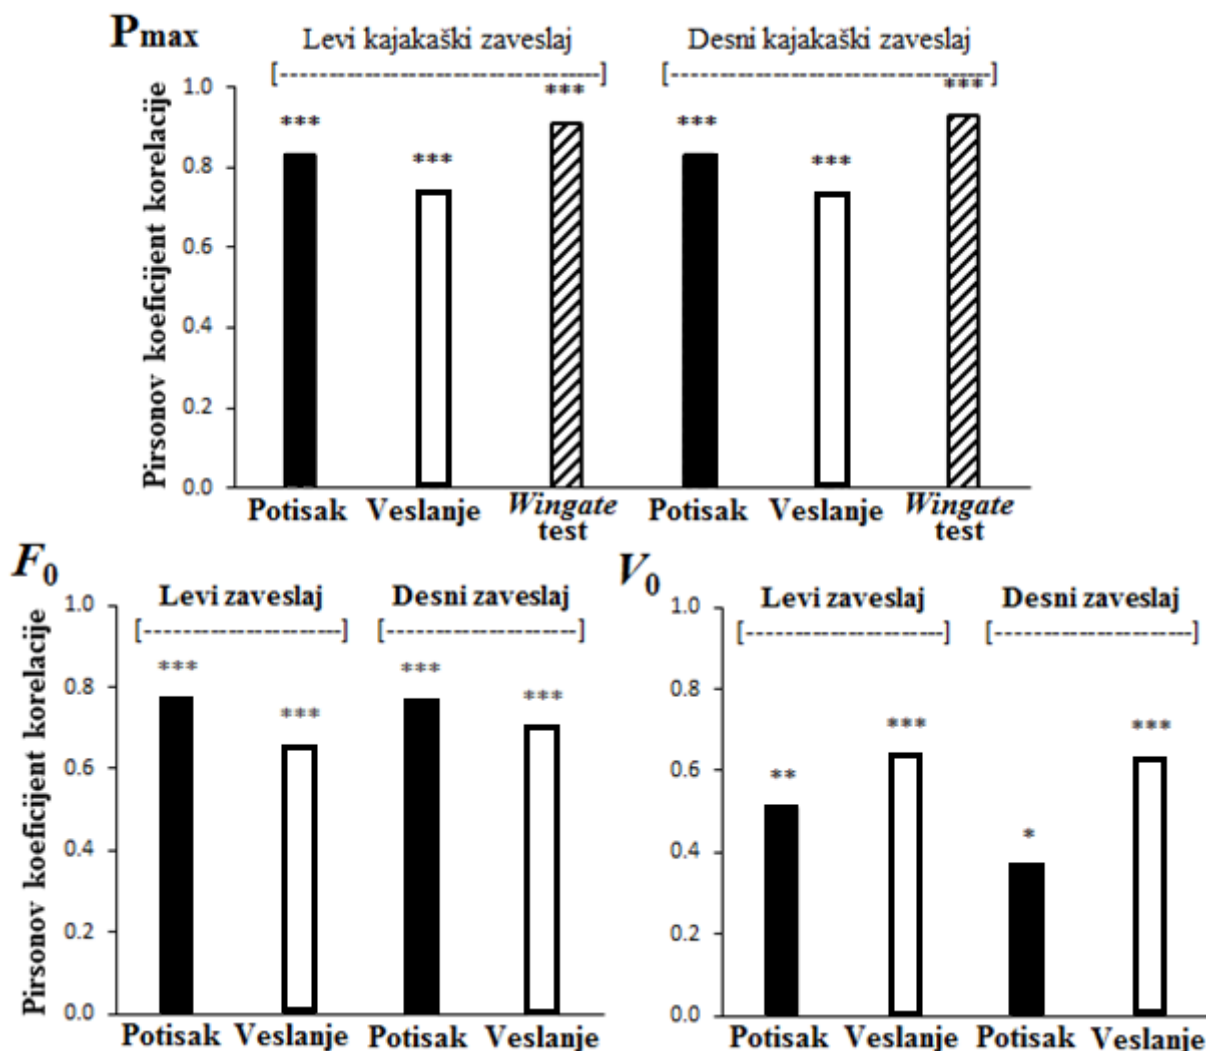 Pmax
Levi kajakaški zaveslaj Desni kajakaški zaveslaj
[-----------------------------------] [-----------------------------------]
Pirsonov koeficijent korelacije
1.0
0.8
0.6
0.4
0.2
0.0
*** *** *** *** *** ***
Potisak Veslanje Wingate test Potisak Veslanje Wingate test
F0
Levi zaveslaj Desni zaveslaj
[----------------------] [---------------------]
Pirsonov koeficijent korelacije
1.0
0.8
0.6
0.4
0.2
0.0
*** *** *** ***
Potisak Veslanje Potisak Veslanje
V0
Levi zaveslaj Desni zaveslaj
[----------------------] [----------------------]
1.0
0.8
0.6
0.4
0.2
0.0
** *** * ***
Potisak Veslanje Potisak Veslanje